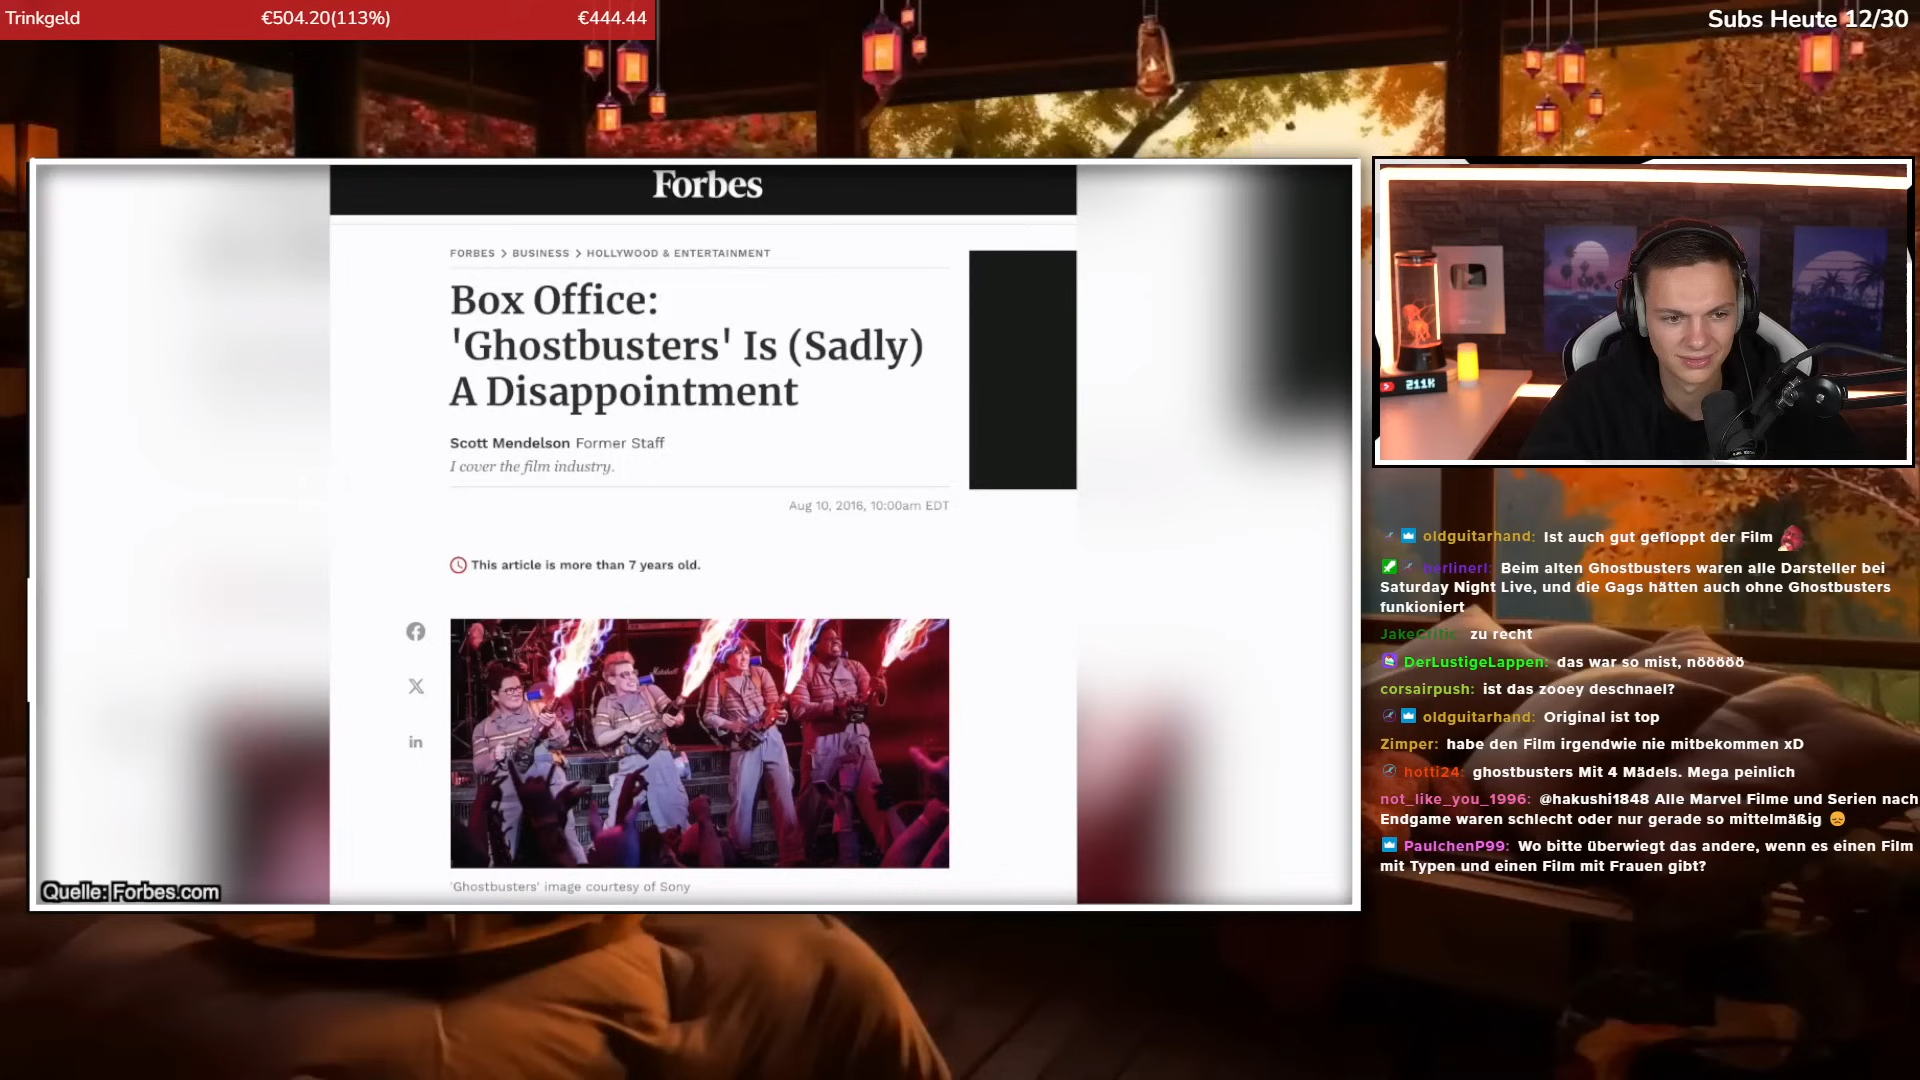 Trinkgeld €504.20(113%) €444.44
Subs Heute 12/30
Forbes
FORBES > BUSINESS > HOLLYWOOD & ENTERTAINMENT
Box Office:
'Ghostbusters' Is (Sadly)
A Disappointment
Scott Mendelson Former Staff
I cover the film industry.
Aug 10, 2016, 10:00am EDT
This article is more than 7 years old.
'Ghostbusters' image courtesy of Sony
Quelle: Forbes.com
211K
oldguitarhand: Ist auch gut gefloppt der Film
berlineri: Beim alten Ghostbusters waren alle Darsteller bei
Saturday Night Live, und die Gags hätten auch ohne Ghostbusters
funkioniert
JakeCritic: zu recht
DerLustigeLappen: das war so mist, nööööö
corsairpush: ist das zooey deschnael?
oldguitarhand: Original ist top
Zimper: habe den Film irgendwie nie mitbekommen xD
hotti24: ghostbusters Mit 4 Mädels. Mega peinlich
not_like_you_1996: @hakushi1848 Alle Marvel Filme und Serien nach
Endgame waren schlecht oder nur gerade so mittelmäßig 😞
PaulchenP99: Wo bitte überwiegt das andere, wenn es einen Film
mit Typen und einen Film mit Frauen gibt?